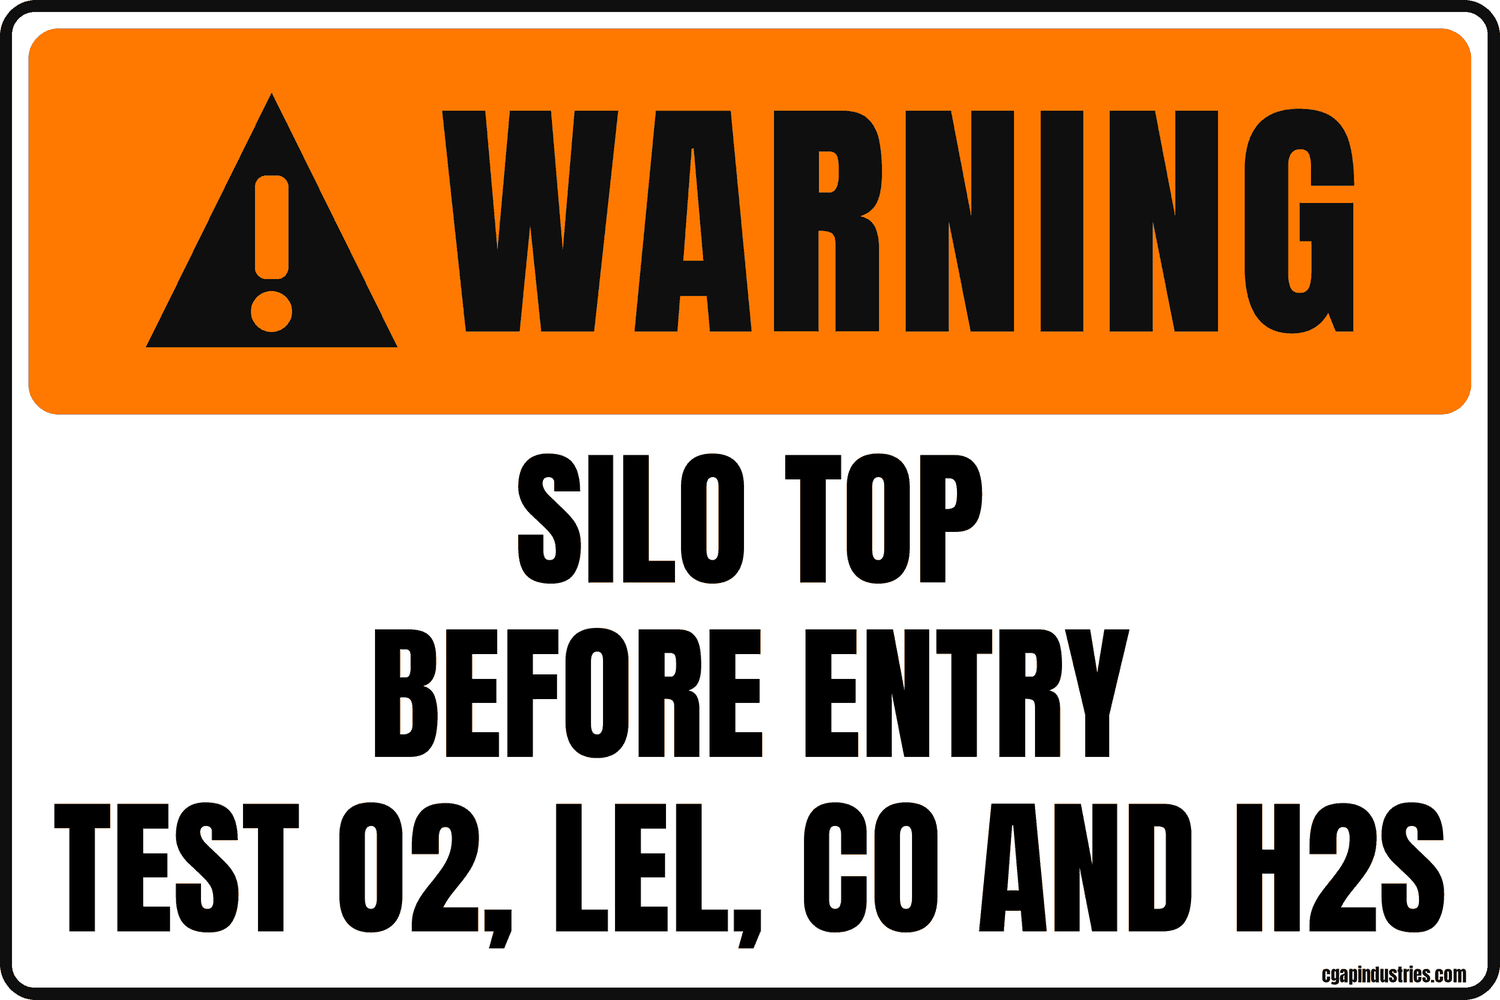 WARNING
SILO TOP
BEFORE ENTRY
TEST O2, LEL, CO AND H2S
cgapindustries.com